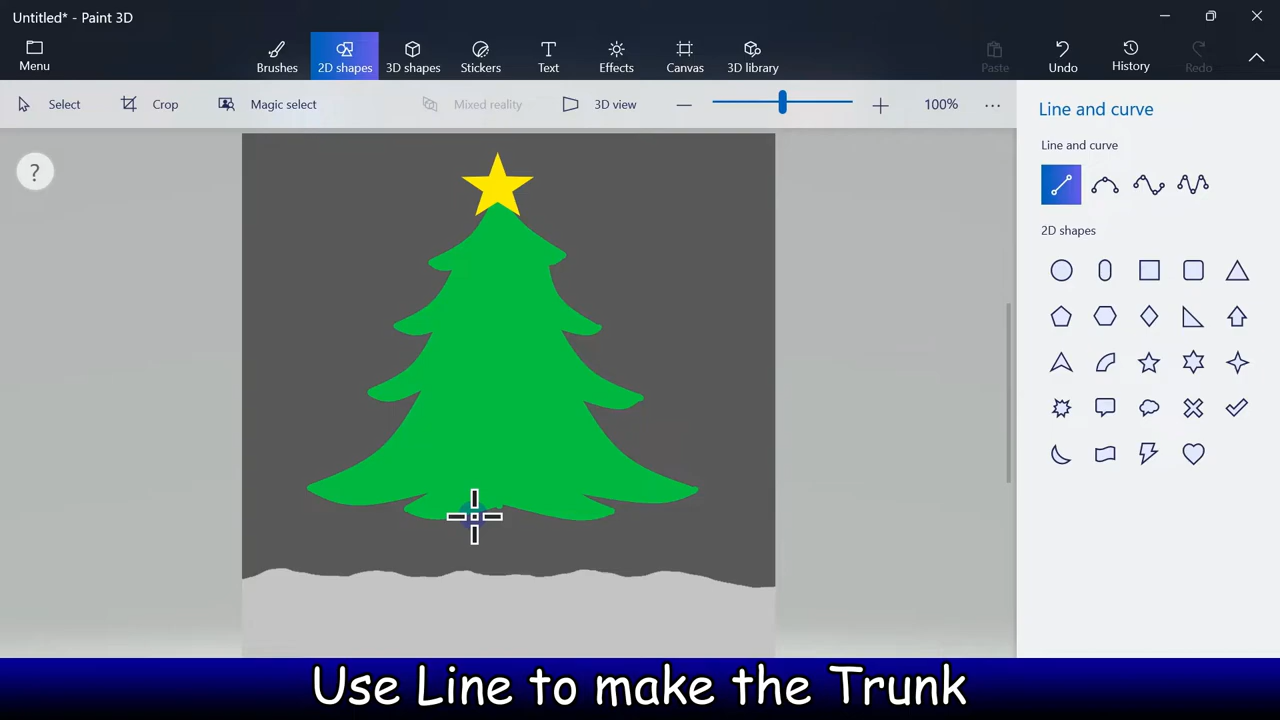 Untitled* - Paint 3D
Menu
Brushes
2D shapes
3D shapes
Stickers
Text
Effects
Canvas
3D library
Paste
Undo
History
Redo
Select
Crop
Magic select
Mixed reality
3D view
100%
Line and curve
Line and curve
2D shapes
?
Use Line to make the Trunk